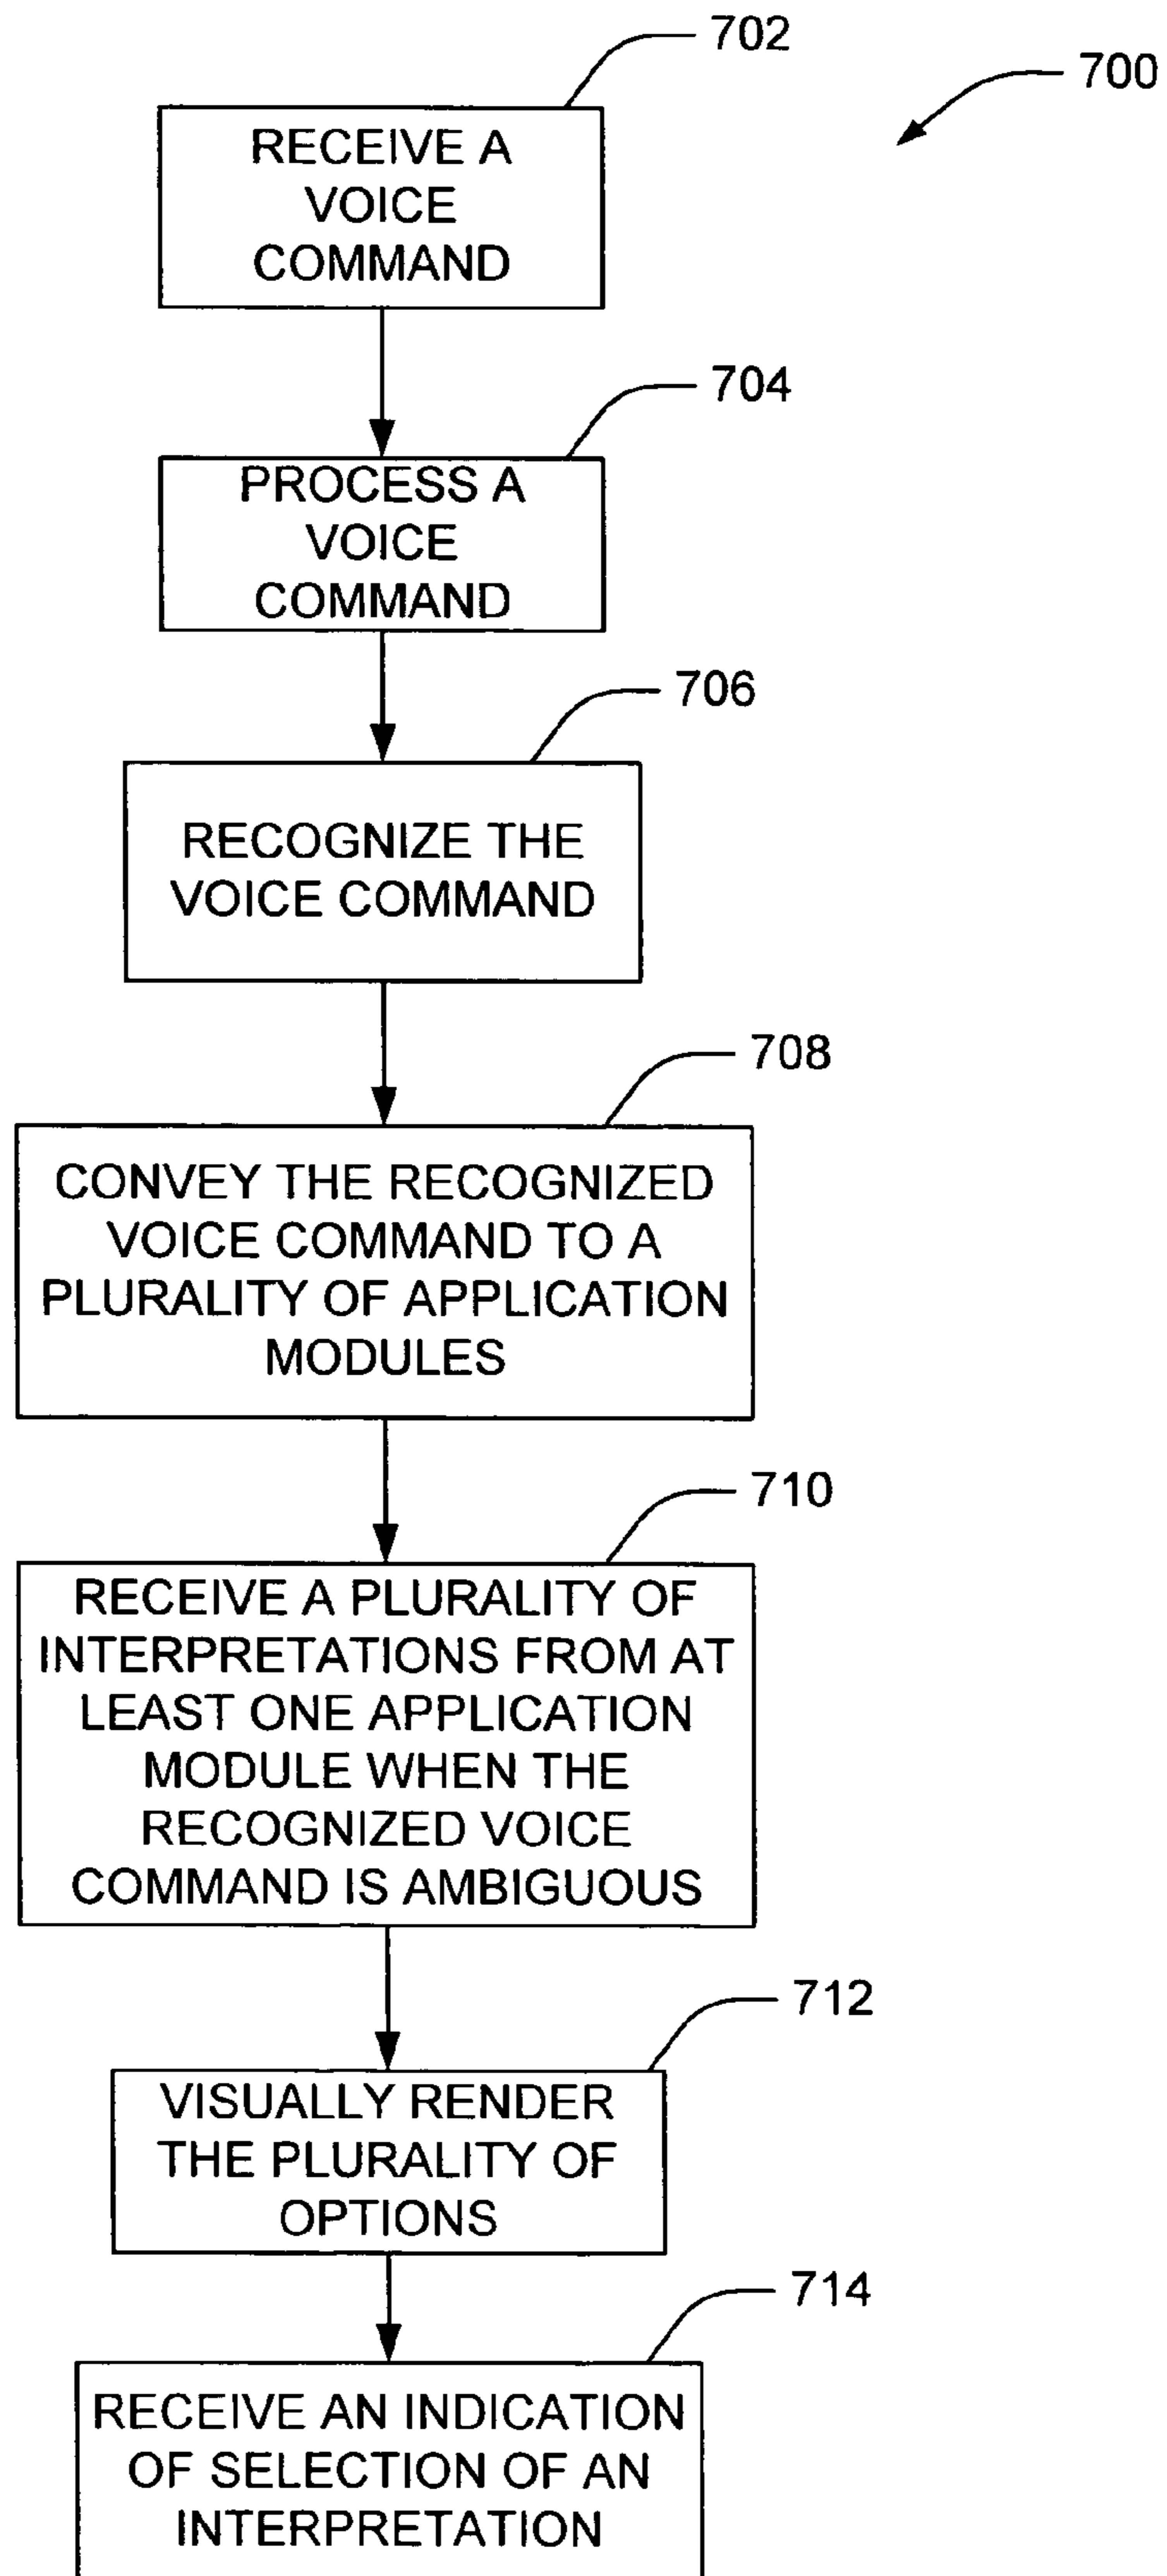 702
700
RECEIVE A
VOICE
COMMAND
704
PROCESS A
VOICE
COMMAND
706
RECOGNIZE THE
VOICE COMMAND
708
CONVEY THE RECOGNIZED
VOICE COMMAND TO A
PLURALITY OF APPLICATION
MODULES
710
RECEIVE A PLURALITY OF
INTERPRETATIONS FROM AT
LEAST ONE APPLICATION
MODULE WHEN THE
RECOGNIZED VOICE
COMMAND IS AMBIGUOUS
712
VISUALLY RENDER
THE PLURALITY OF
OPTIONS
714
RECEIVE AN INDICATION
OF SELECTION OF AN
INTERPRETATION